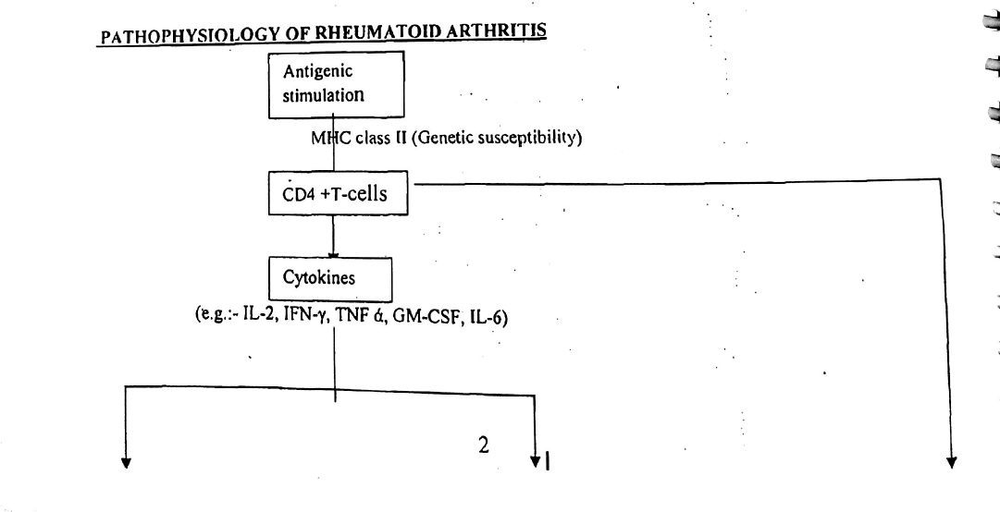 PATHOPHYSIOLOGY OF RHEUMATOID ARTHRITIS
Antigenic
stimulation
MHC class II (Genetic susceptibility)
CD4 +T-cells
Cytokines
(e.g.:- IL-2, IFN-γ, TNF ά, GM-CSF, IL-6)
2